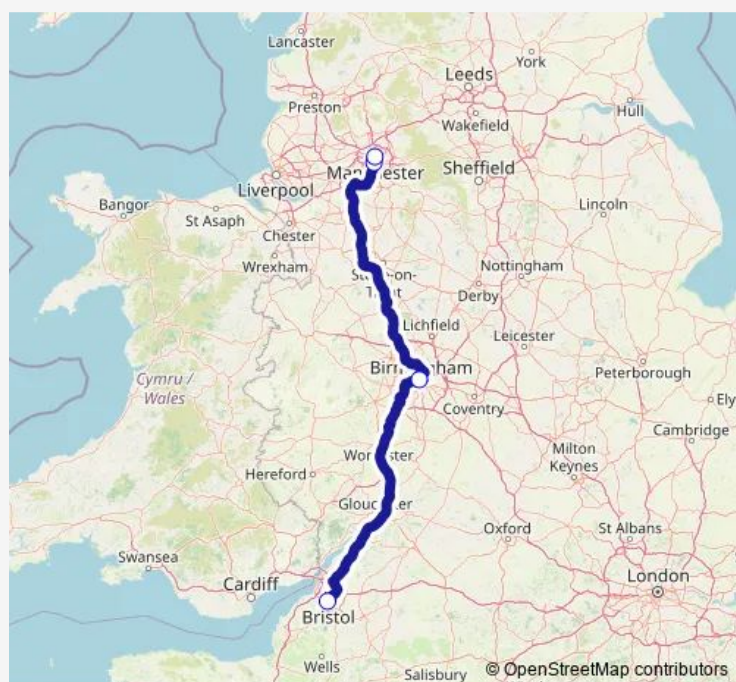 Lancaster
York
Leeds
Preston
Hull
Wakefield
Manchester
Liverpool
Sheffield
Bangor
St Asaph
Lincoln
Chester
Wrexham
Nottingham
Derby
Lichfield
Leicester
Birmingham
Peterborough
Cymru /
Wales
Coventry
Ely
Cambridge
Milton
Keynes
Hereford
Oxford
St Albans
Swansea
Cardiff
London
Bristol
Wells
Salisbury
© OpenStreetMap contributors